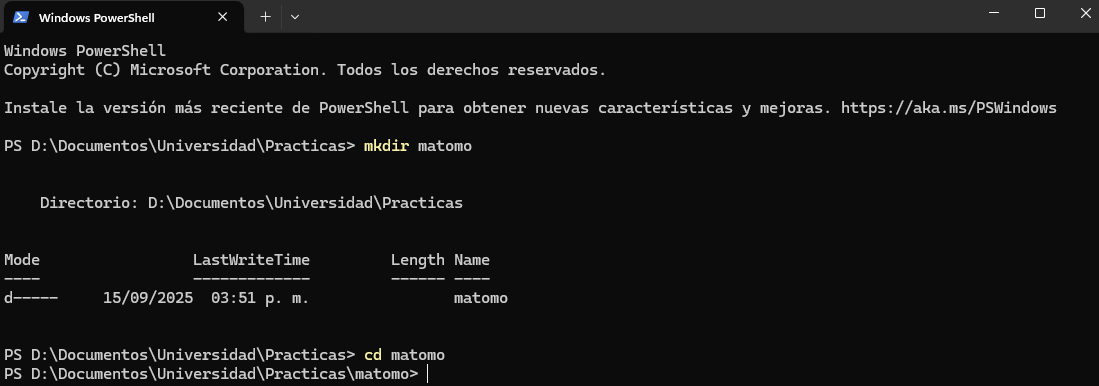 Windows PowerShell
Windows PowerShell
Copyright (C) Microsoft Corporation. Todos los derechos reservados.
Instale la versión más reciente de PowerShell para obtener nuevas características y mejoras. https://aka.ms/PSWindows
PS D:\Documentos\Universidad\Practicas> mkdir matomo
Directorio: D:\Documentos\Universidad\Practicas
Mode                 LastWriteTime         Length Name
----                 -------------         ------ ----
d-----     15/09/2025  03:51 p. m.                matomo
PS D:\Documentos\Universidad\Practicas> cd matomo
PS D:\Documentos\Universidad\Practicas\matomo>